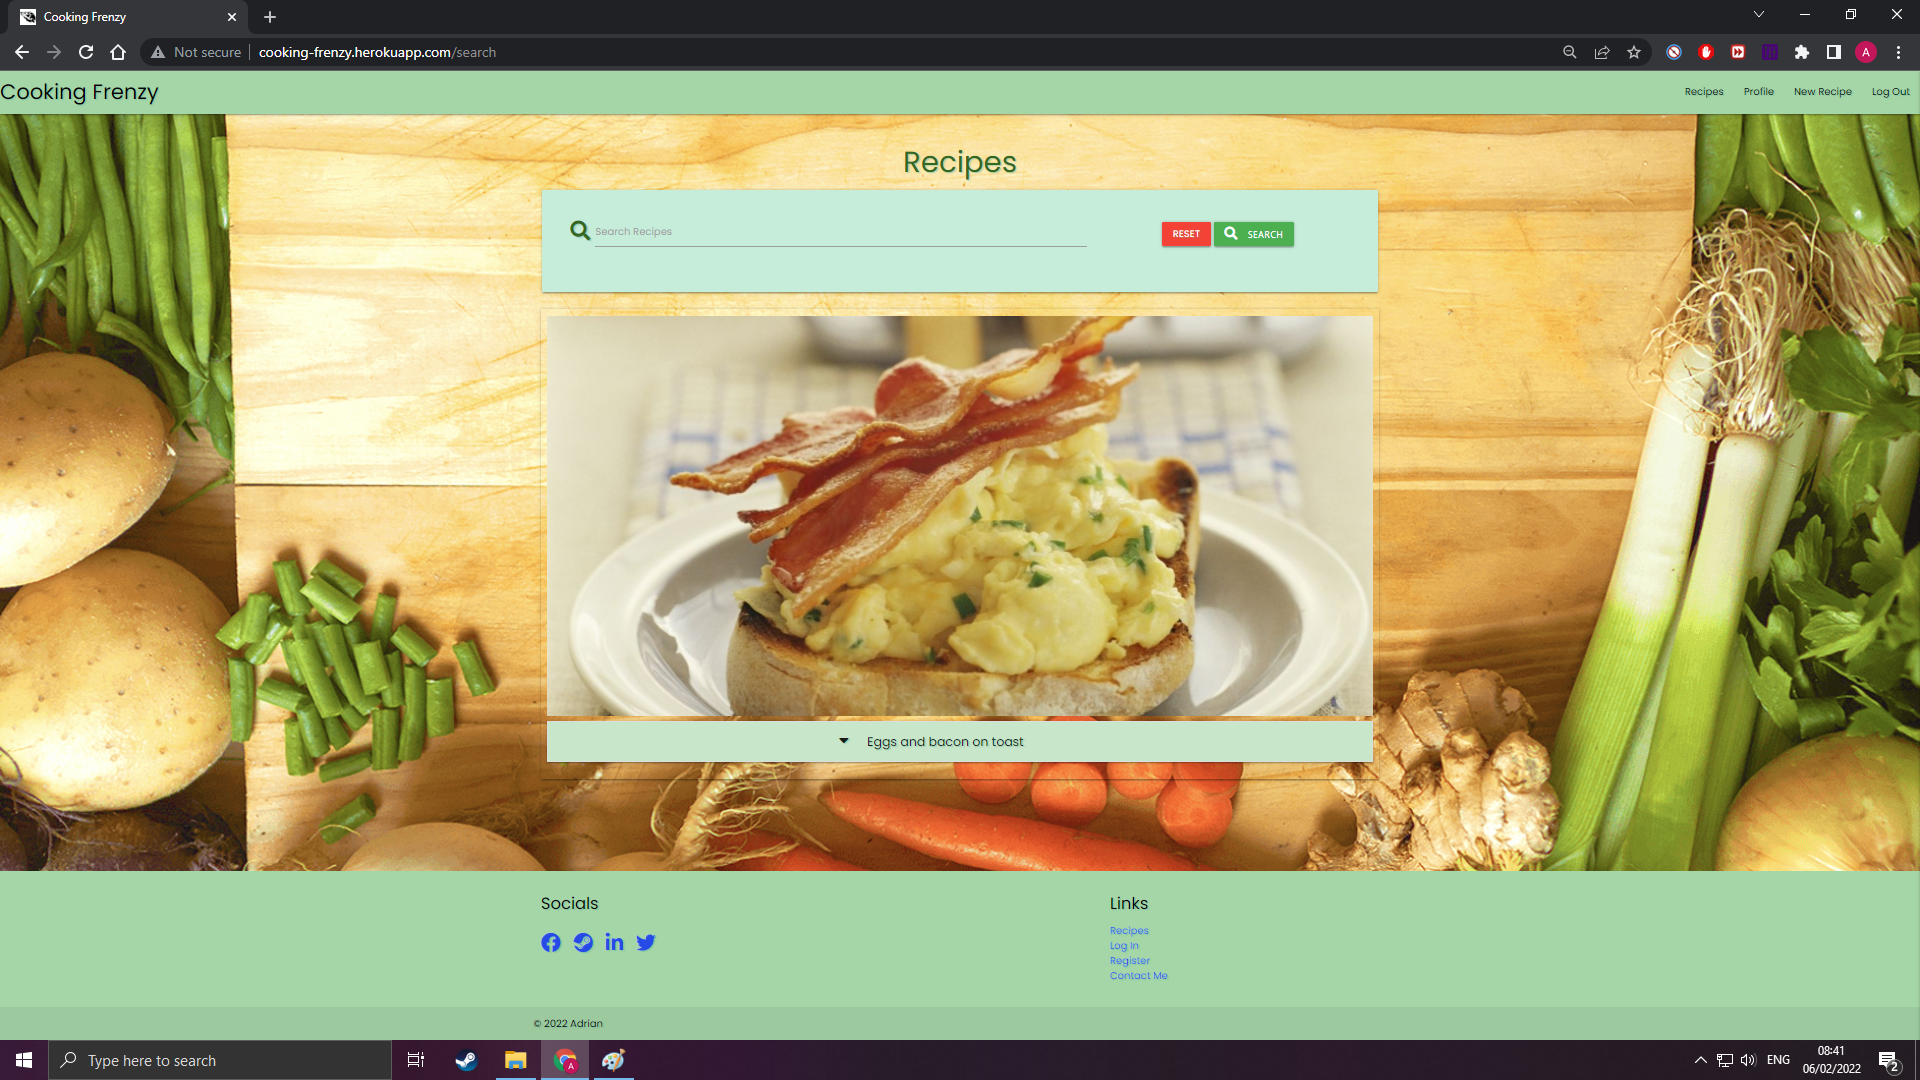 Cooking Frenzy
Not secure
cooking-frenzy.herokuapp.com/search
A
Cooking Frenzy
Recipes
Profile
New Recipe
Log Out
Recipes
Search Recipes
RESET
SEARCH
Eggs and bacon on toast
Socials
Links
Recipes
Log In
Register
Contact Me
© 2022 Adrian
Type here to search
A
ENG
08:41
06/02/2022
2